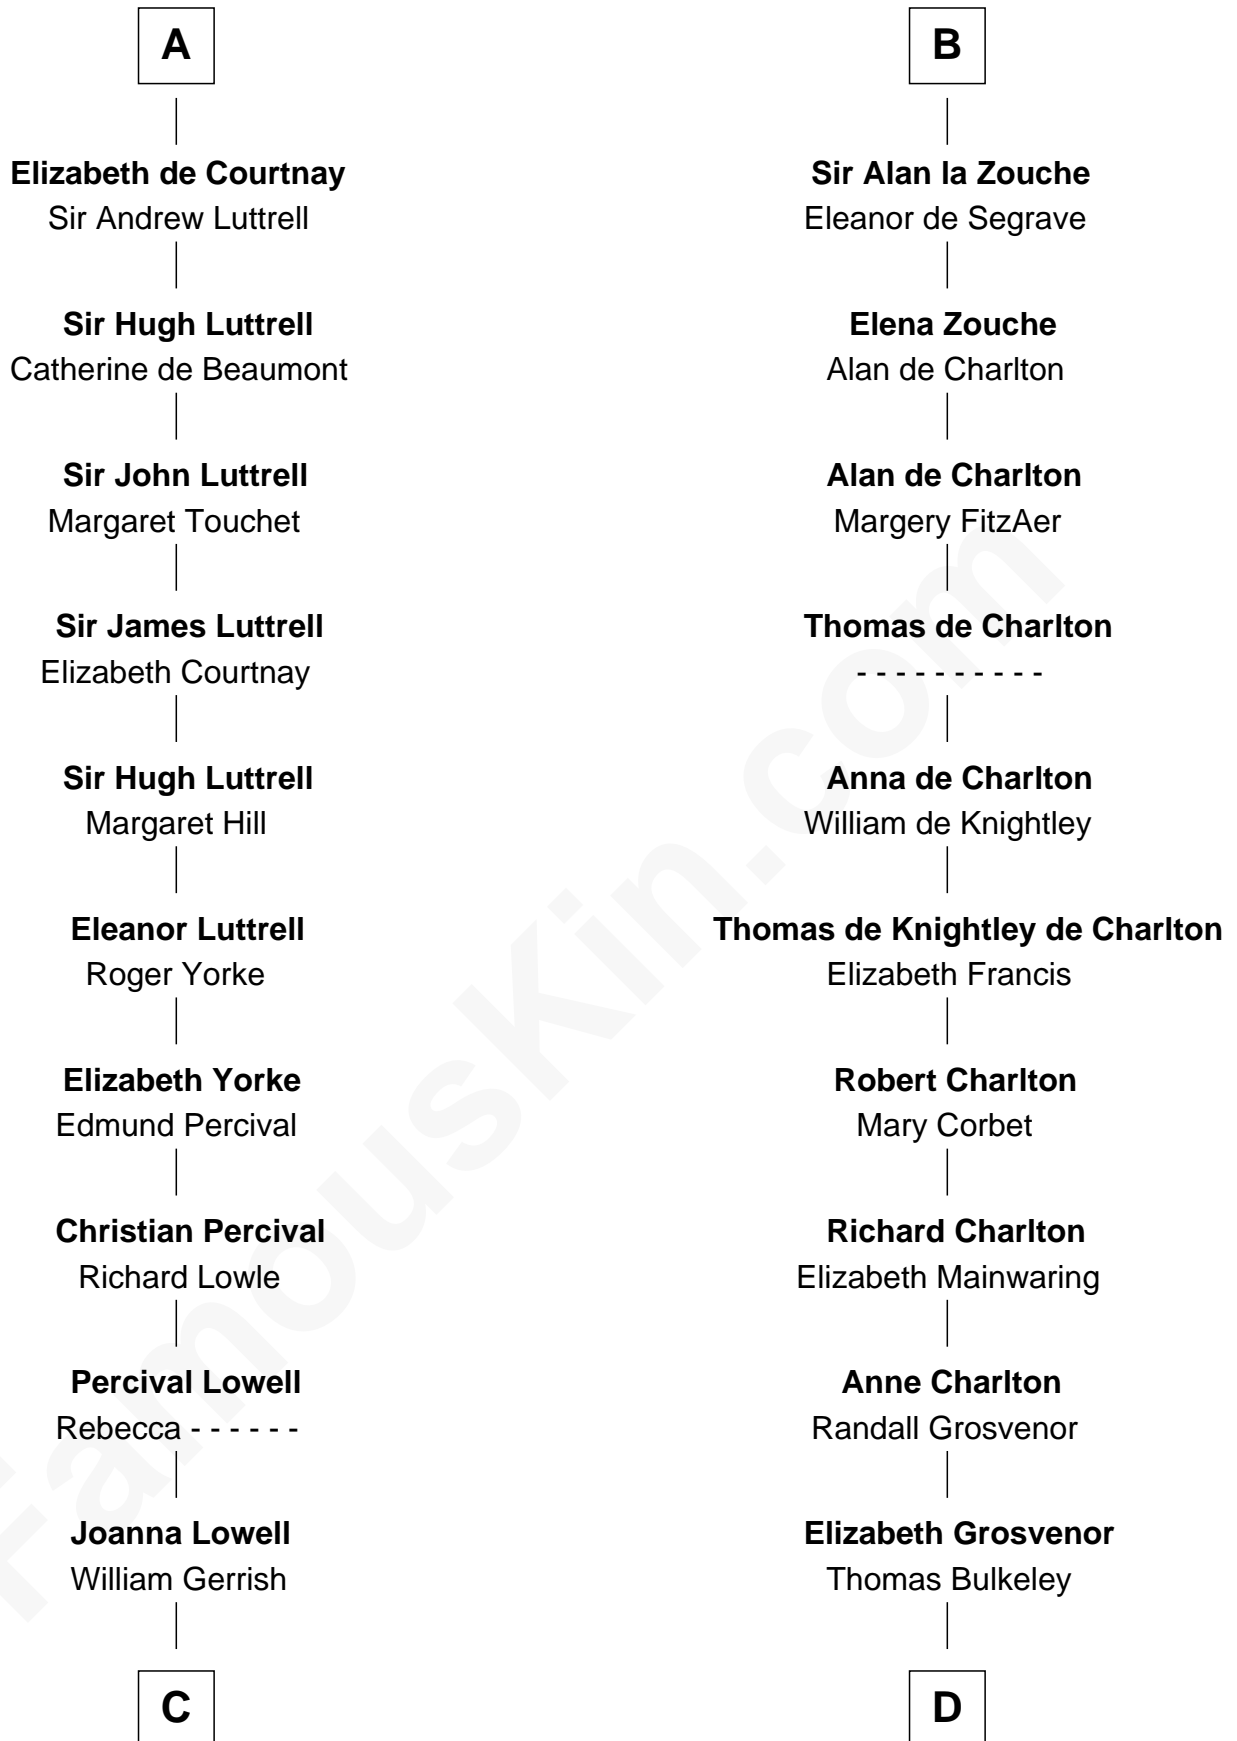 A
Elizabeth de Courtnay
Sir Andrew Luttrell
Sir Hugh Luttrell
Catherine de Beaumont
Sir John Luttrell
Margaret Touchet
Sir James Luttrell
Elizabeth Courtnay
Sir Hugh Luttrell
Margaret Hill
Eleanor Luttrell
Roger Yorke
Elizabeth Yorke
Edmund Percival
Christian Percival
Richard Lowle
Percival Lowell
Rebecca - - - - - -
Joanna Lowell
William Gerrish
C
B
Sir Alan la Zouche
Eleanor de Segrave
Elena Zouche
Alan de Charlton
Alan de Charlton
Margery FitzAer
Thomas de Charlton
- - - - - - - - - -
Anna de Charlton
William de Knightley
Thomas de Knightley de Charlton
Elizabeth Francis
Robert Charlton
Mary Corbet
Richard Charlton
Elizabeth Mainwaring
Anne Charlton
Randall Grosvenor
Elizabeth Grosvenor
Thomas Bulkeley
D
FamousKin.com